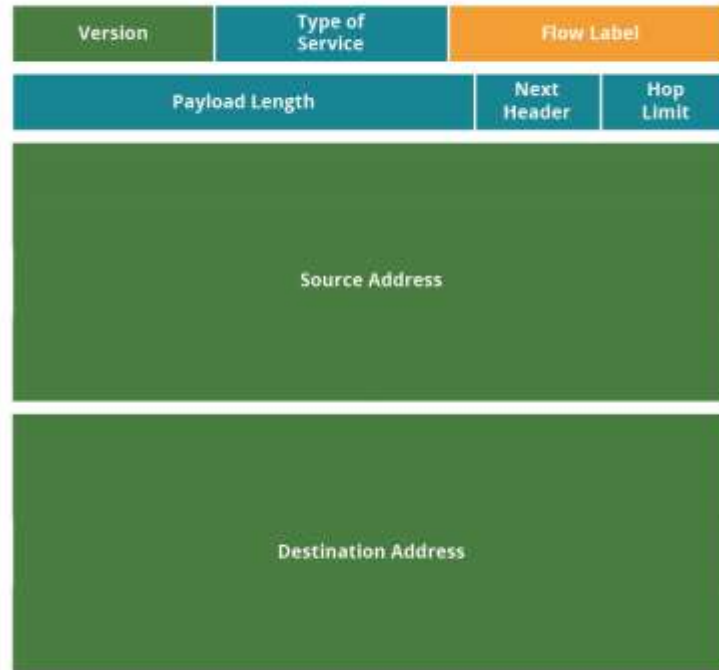 Version
Type of
Service
Flow Label
Payload Length
Next
Header
Hop
Limit
Source Address
Destination Address